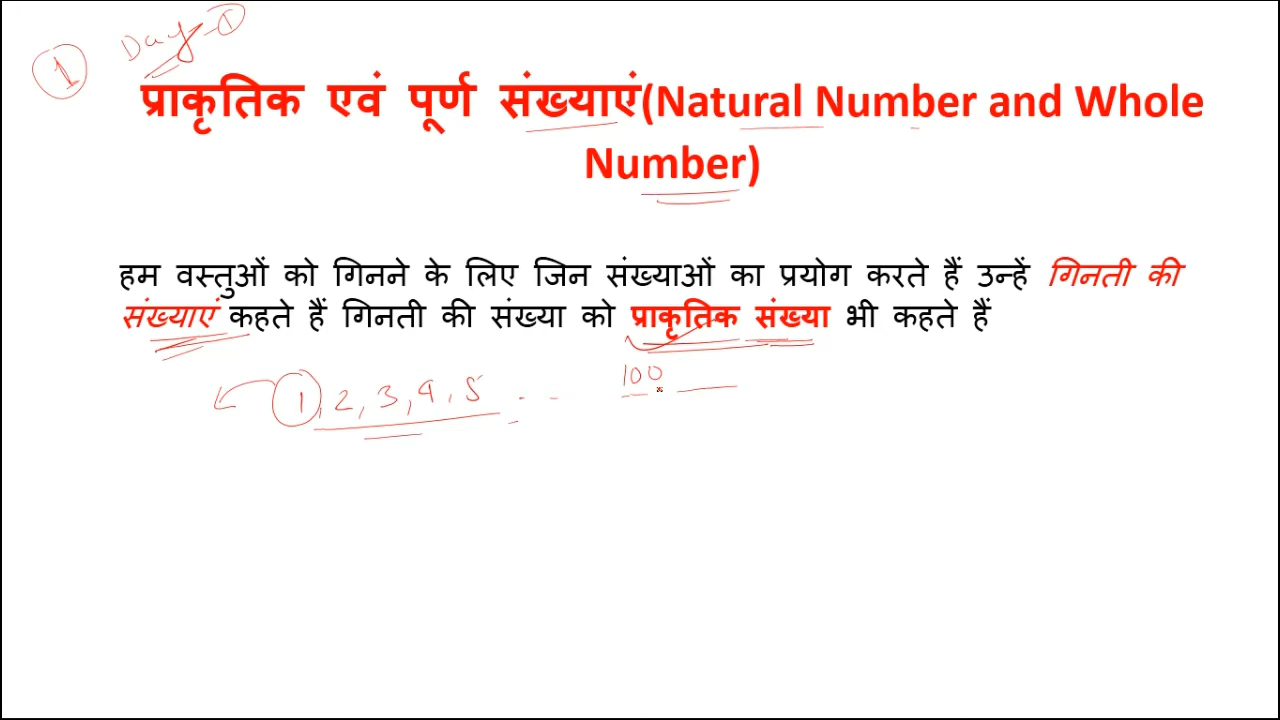 1
Day-1
प्राकृतिक एवं पूर्ण संख्याएं(Natural Number and Whole
Number)
हम वस्तुओं को गिनने के लिए जिन संख्याओं का प्रयोग करते हैं उन्हें गिनती की
संख्याएं कहते हैं गिनती की संख्या को प्राकृतिक संख्या भी कहते हैं
1, 2, 3, 4, 5 ... 100